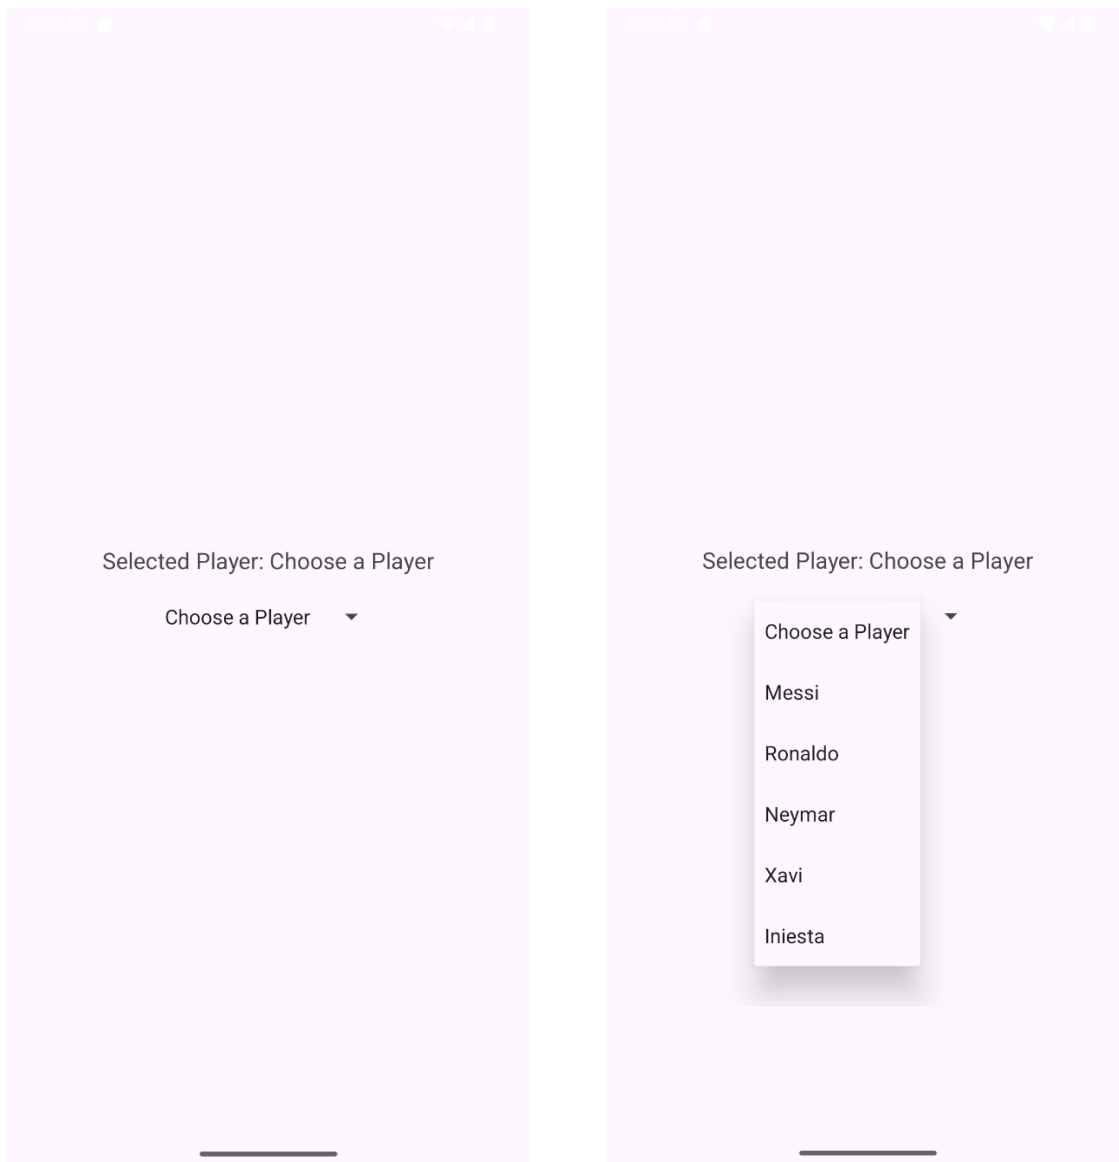 Selected Player: Choose a Player
Choose a Player
Selected Player: Choose a Player
Choose a Player
Messi
Ronaldo
Neymar
Xavi
Iniesta